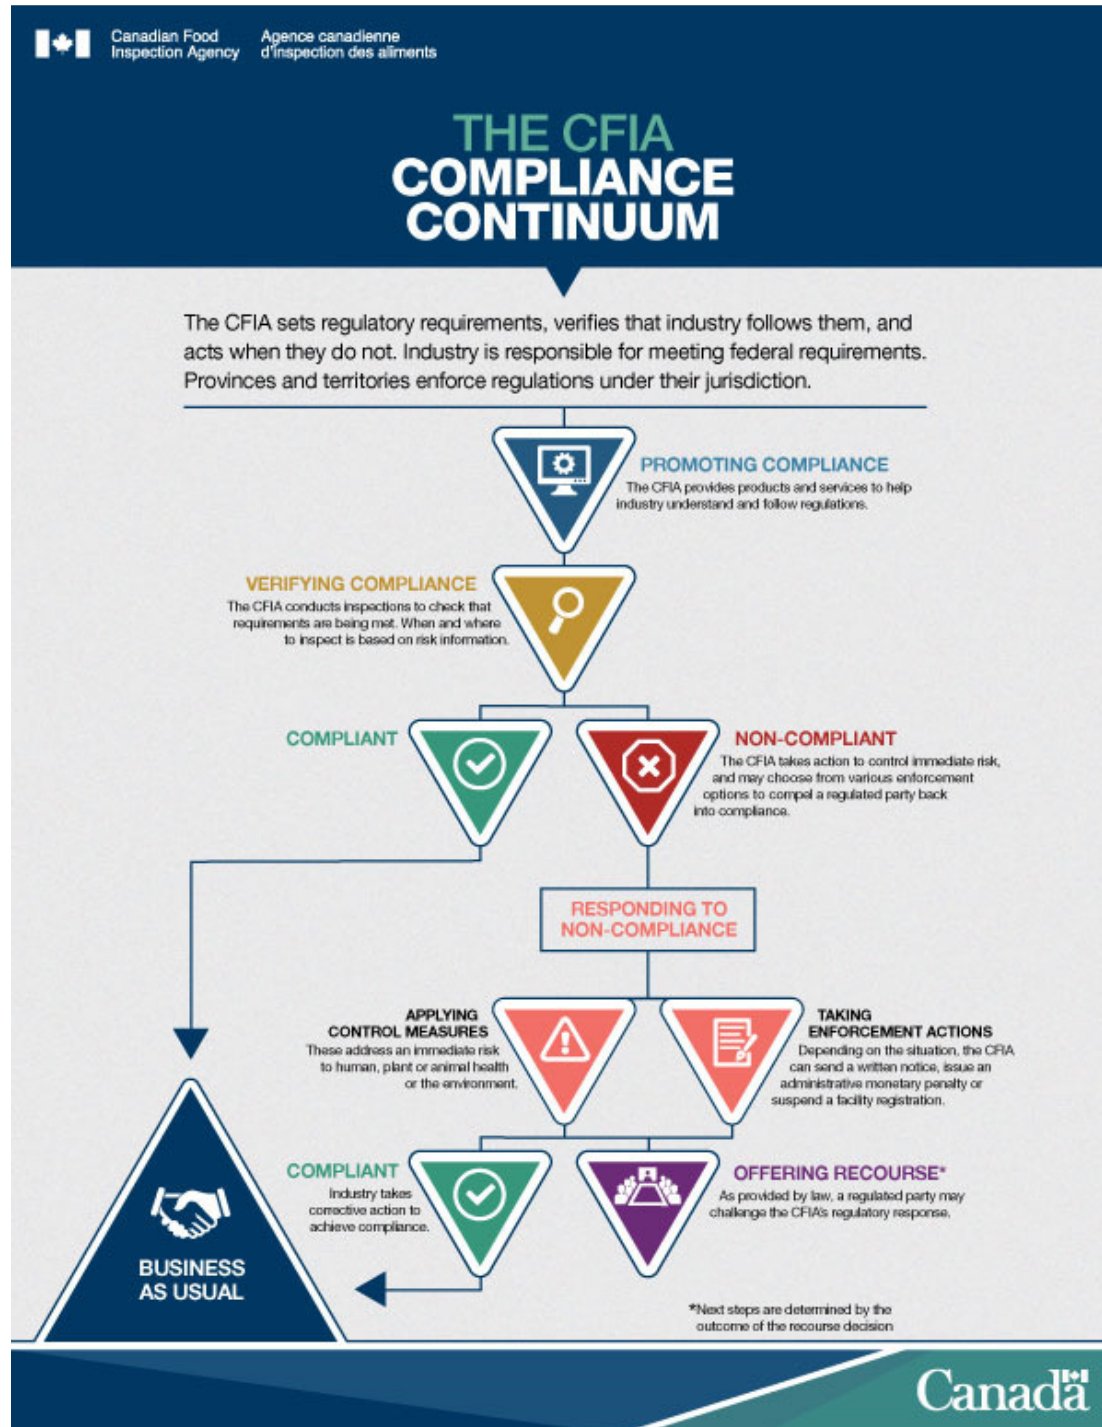 Canadian Food
Inspection Agency
Agence canadienne
d'inspection des aliments
THE CFIA
COMPLIANCE
CONTINUUM
The CFIA sets regulatory requirements, verifies that industry follows them, and
acts when they do not. Industry is responsible for meeting federal requirements.
Provinces and territories enforce regulations under their jurisdiction.
PROMOTING COMPLIANCE
The CFIA provides products and services to help
industry understand and follow regulations.
VERIFYING COMPLIANCE
The CFIA conducts inspections to check that
requirements are being met. When and where
to inspect is based on risk information.
COMPLIANT
NON-COMPLIANT
The CFIA takes action to control immediate risk,
and may choose from various enforcement
options to compel a regulated party back
into compliance.
RESPONDING TO
NON-COMPLIANCE
APPLYING
CONTROL MEASURES
These address an immediate risk
to human, plant or animal health
or the environment.
TAKING
ENFORCEMENT ACTIONS
Depending on the situation, the CFIA
can send a written notice, issue an
administrative monetary penalty or
suspend a facility registration.
COMPLIANT
Industry takes
corrective action to
achieve compliance.
OFFERING RECOURSE*
As provided by law, a regulated party may
challenge the CFIA's regulatory response.
BUSINESS
AS USUAL
*Next steps are determined by the
outcome of the recourse decision
Canada